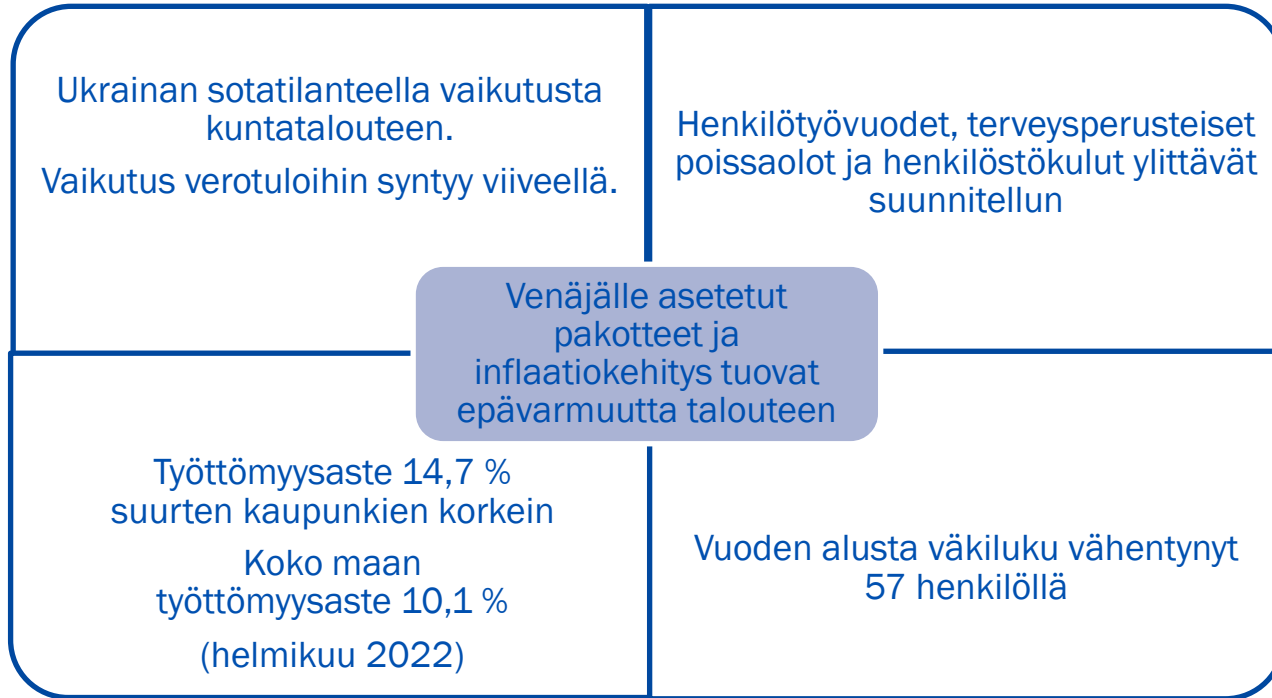 Ukrainan sotatilanteella vaikutusta
kuntatalouteen.
Vaikutus verotuloihin syntyy viiveellä.
Henkilötyövuodet, terveysperusteiset
poissaolot ja henkilöstökulut ylittävät
suunnitellun
Venäjälle asetetut
pakotteet ja
inflaatiokehitys tuovat
epävarmuutta talouteen
Työttömyysaste 14,7 %
suurten kaupunkien korkein
Koko maan
työttömyysaste 10,1 %
(helmikuu 2022)
Vuoden alusta väkiluku vähentynyt
57 henkilöllä